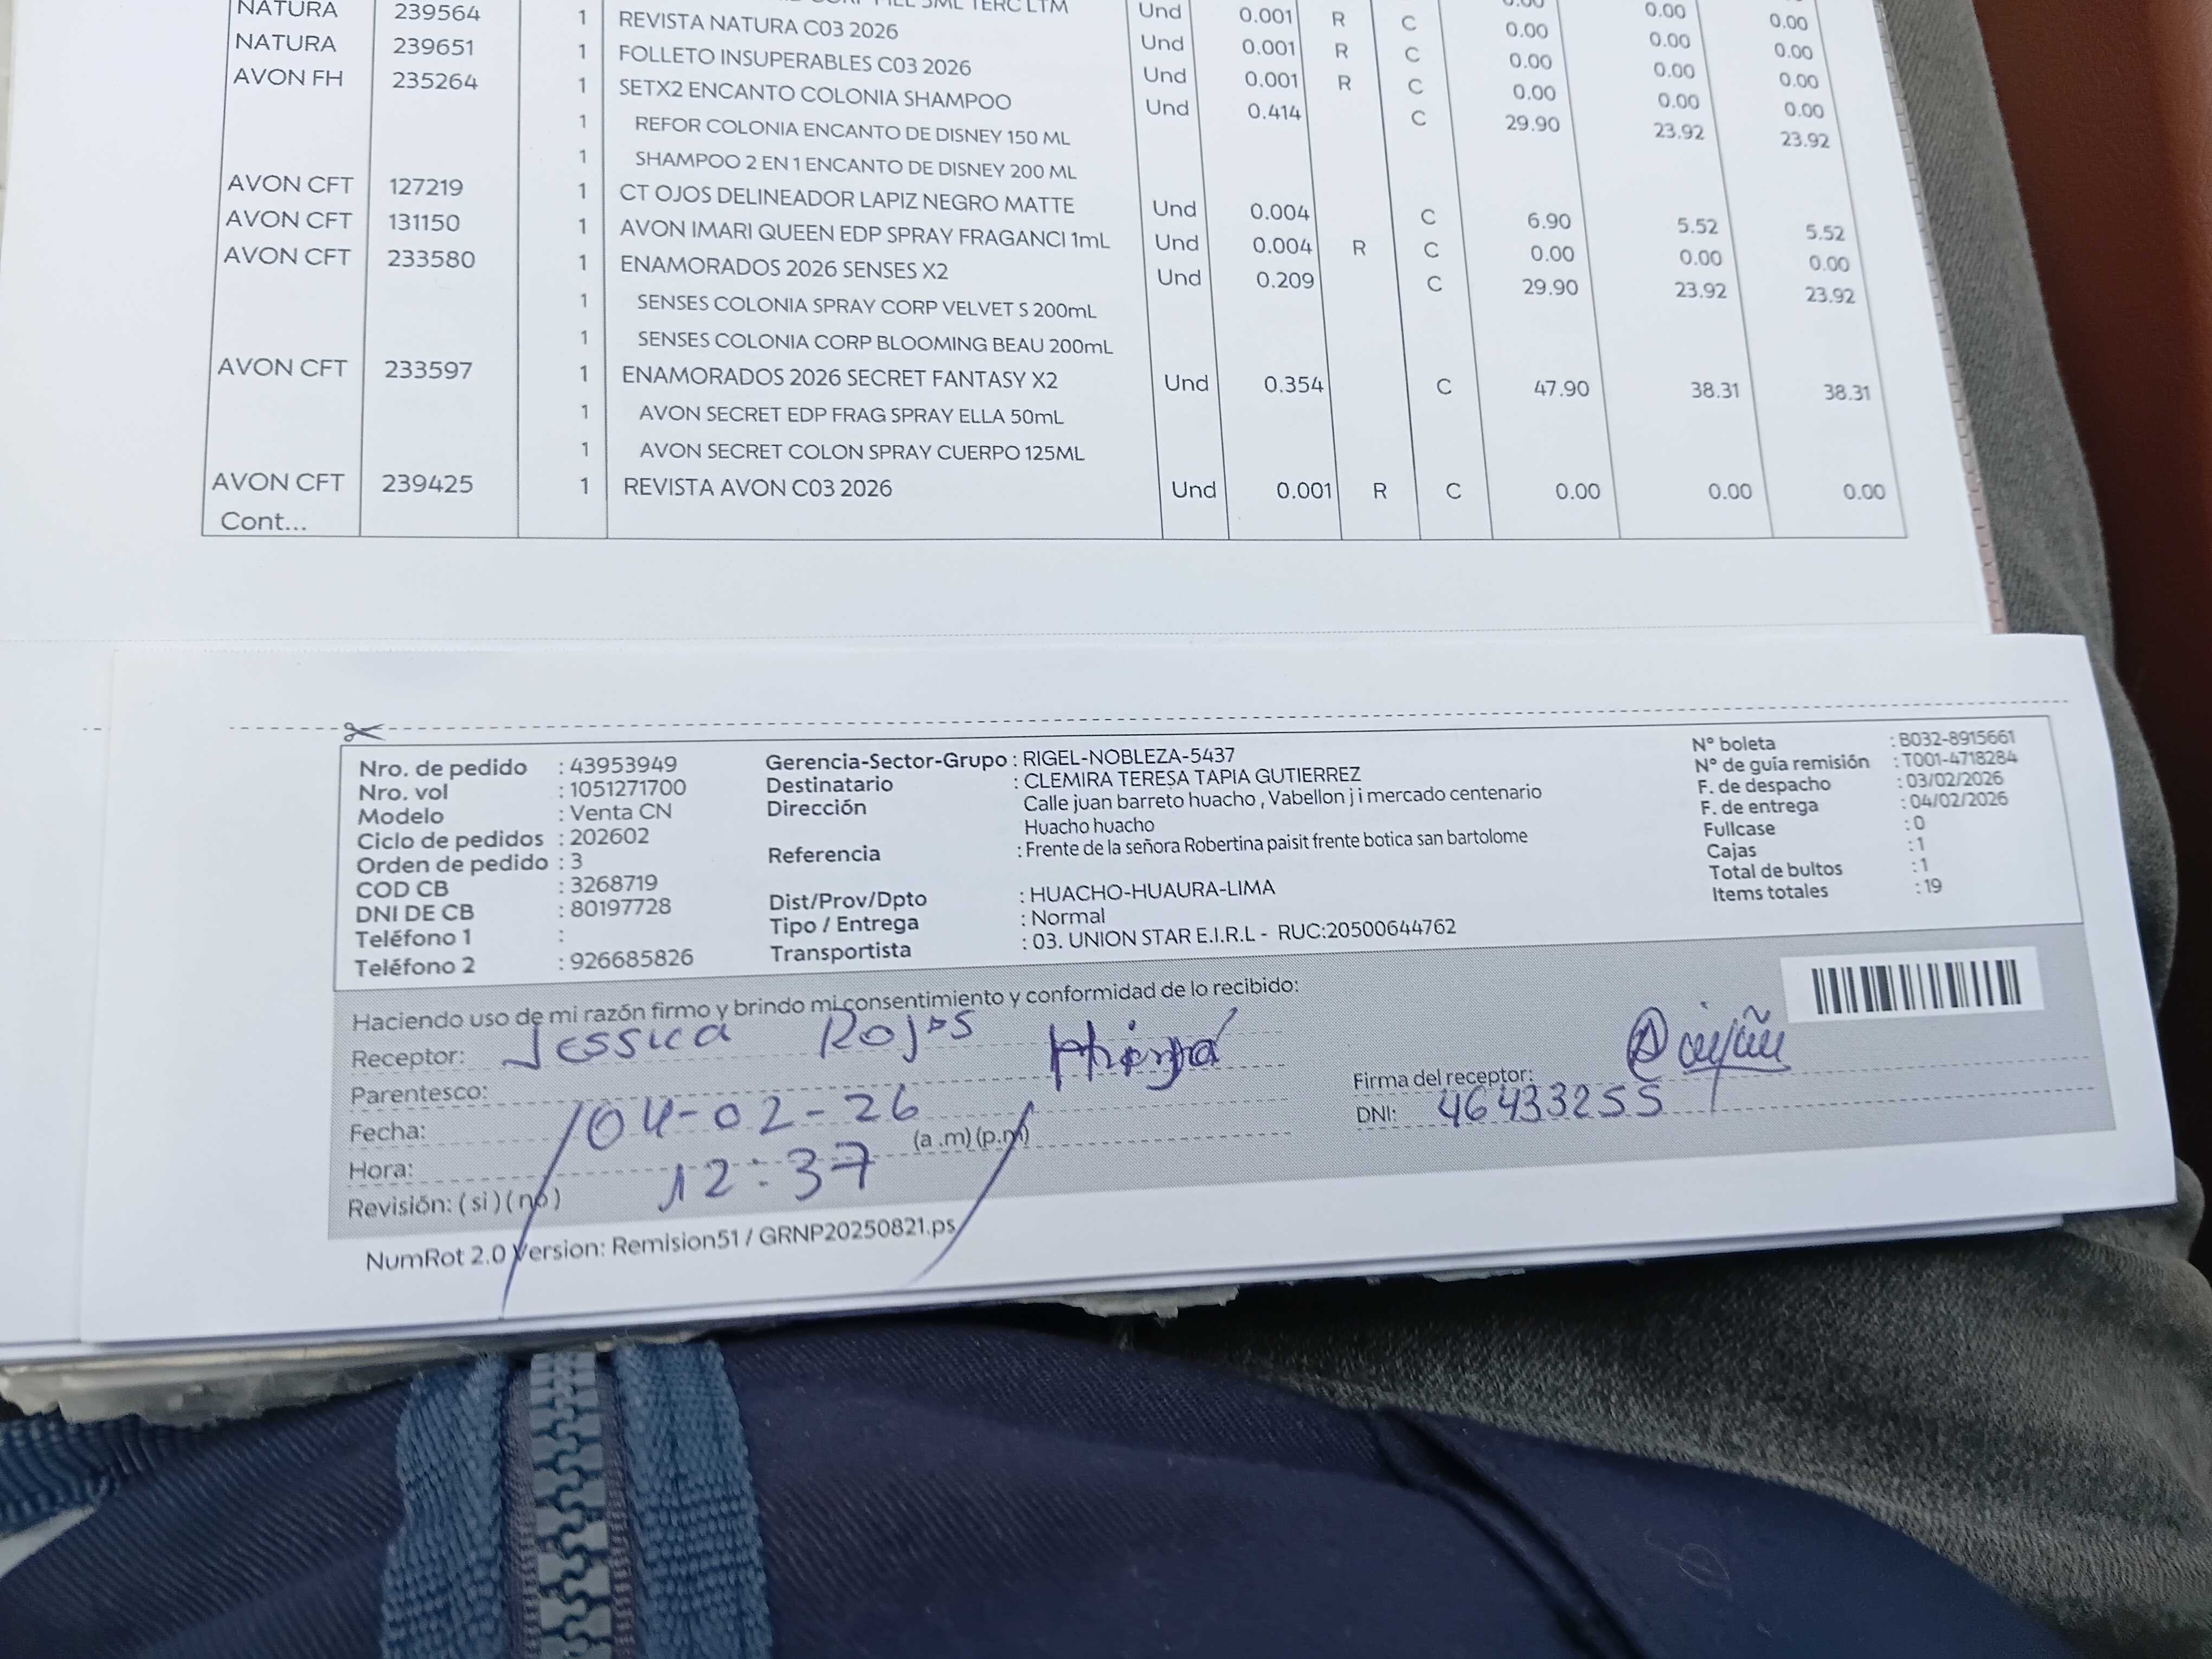 NATURA 239564 1 REVISTA NATURA C03 2026 Und 0.001 R C 0.00 0.00 0.00
NATURA 239651 1 FOLLETO INSUPERABLES C03 2026 Und 0.001 R C 0.00 0.00 0.00
AVON FH 235264 1 SETX2 ENCANTO COLONIA SHAMPOO Und 0.414 C 29.90 23.92 23.92
1 REFOR COLONIA ENCANTO DE DISNEY 150 ML
1 SHAMPOO 2 EN 1 ENCANTO DE DISNEY 200 ML
AVON CFT 127219 1 CT OJOS DELINEADOR LAPIZ NEGRO MATTE Und 0.004 C 6.90 5.52 5.52
AVON CFT 131150 1 AVON IMARI QUEEN EDP SPRAY FRAGANCI 1mL Und 0.004 R C 0.00 0.00 0.00
AVON CFT 233580 1 ENAMORADOS 2026 SENSES X2 Und 0.209 C 29.90 23.92 23.92
1 SENSES COLONIA SPRAY CORP VELVET S 200mL
1 SENSES COLONIA CORP BLOOMING BEAU 200mL
AVON CFT 233597 1 ENAMORADOS 2026 SECRET FANTASY X2 Und 0.354 C 47.90 38.31 38.31
1 AVON SECRET EDP FRAG SPRAY ELLA 50mL
1 AVON SECRET COLON SPRAY CUERPO 125ML
AVON CFT 239425 1 REVISTA AVON C03 2026 Und 0.001 R C 0.00 0.00 0.00
Cont...
Nro. de pedido : 43953949
Nro. vol : 1051271700
Modelo : Venta CN
Ciclo de pedidos : 202602
Orden de pedido : 3
COD CB : 3268719
DNI DE CB : 80197728
Teléfono 1 :
Teléfono 2 : 926685826
Gerencia-Sector-Grupo : RIGEL-NOBLEZA-5437
Destinatario : CLEMIRA TERESA TAPIA GUTIERREZ
Dirección Calle juan barreto huacho , Vabellon j i mercado centenario
Huacho huacho
Referencia : Frente de la señora Robertina paisit frente botica san bartolome
Dist/Prov/Dpto : HUACHO-HUAURA-LIMA
Tipo / Entrega : Normal
Transportista : 03. UNION STAR E.I.R.L - RUC:20500644762
N° boleta : B032-8915661
N° de guía remisión : T001-4718284
F. de despacho : 03/02/2026
F. de entrega : 04/02/2026
Fullcase : 0
Cajas : 1
Total de bultos : 1
Items totales : 19
Haciendo uso de mi razón firmo y brindo mi consentimiento y conformidad de lo recibido:
Receptor: Jessica Rojas
Parentesco:
Fecha: 04-02-26
Hora: 12:37 (a .m) (p.m)
Revisión: ( si ) ( no )
Firma del receptor:
DNI: 46433255
NumRot 2.0 Version: Remision51 / GRNP20250821.ps